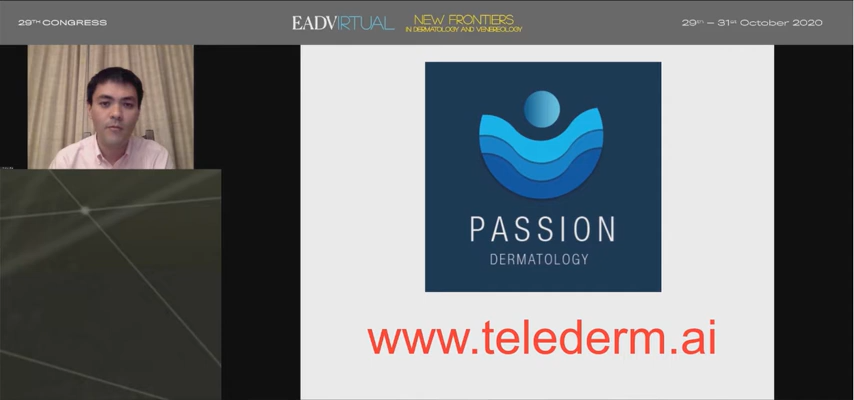 29TH CONGRESS
EADVIRTUAL
NEW FRONTIERS
IN DERMATOLOGY AND VENEREOLOGY
29th – 31st October 2020
PASSION
DERMATOLOGY
www.telederm.ai